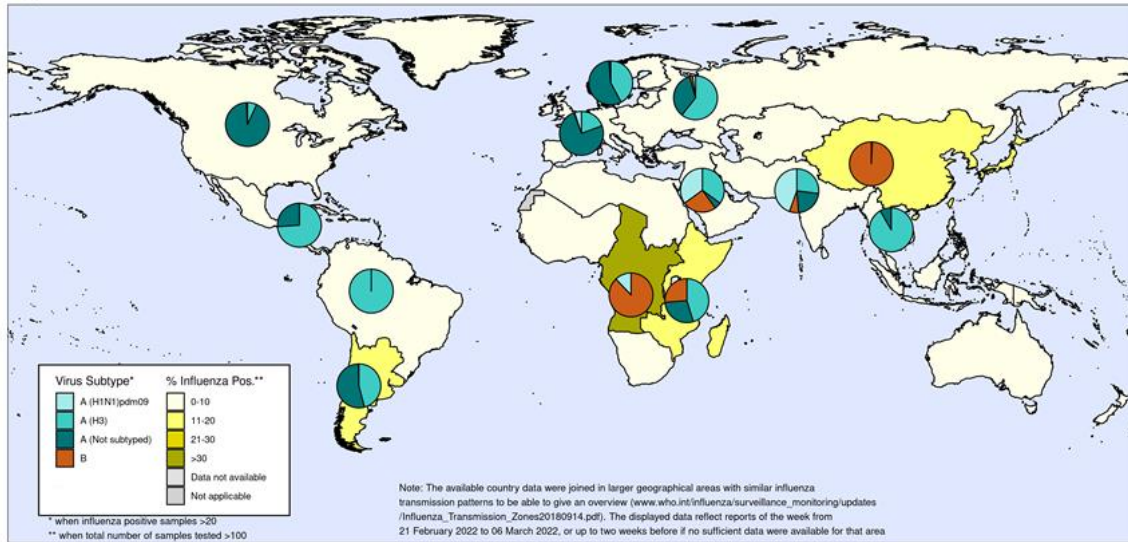 Virus Subtype*
A (H1N1)pdm09
A (H3)
A (Not subtyped)
B
% Influenza Pos.**
0-10
11-20
21-30
>30
Data not available
Not applicable
* when influenza positive samples >20
** when total number of samples tested >100
Note: The available country data were joined in larger geographical areas with similar influenza
transmission patterns to be able to give an overview (www.who.int/influenza/surveillance_monitoring/updates
/Influenza_Transmission_Zones20180914.pdf). The displayed data reflect reports of the week from
21 February 2022 to 06 March 2022, or up to two weeks before if no sufficient data were available for that area